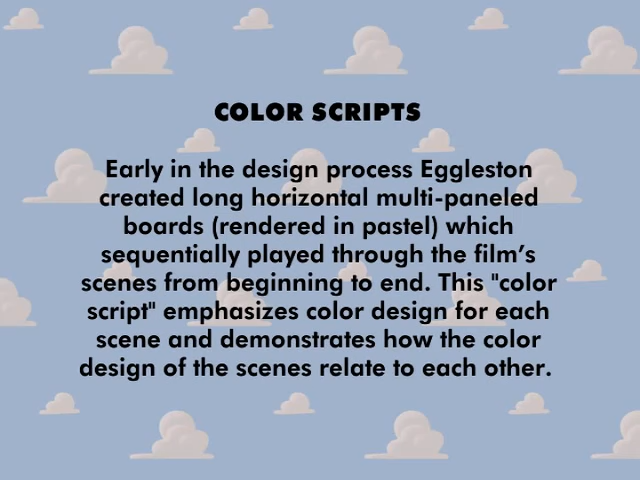 COLOR SCRIPTS
Early in the design process Eggleston
created long horizontal multi-paneled
boards (rendered in pastel) which
sequentially played through the film’s
scenes from beginning to end. This "color
script" emphasizes color design for each
scene and demonstrates how the color
design of the scenes relate to each other.